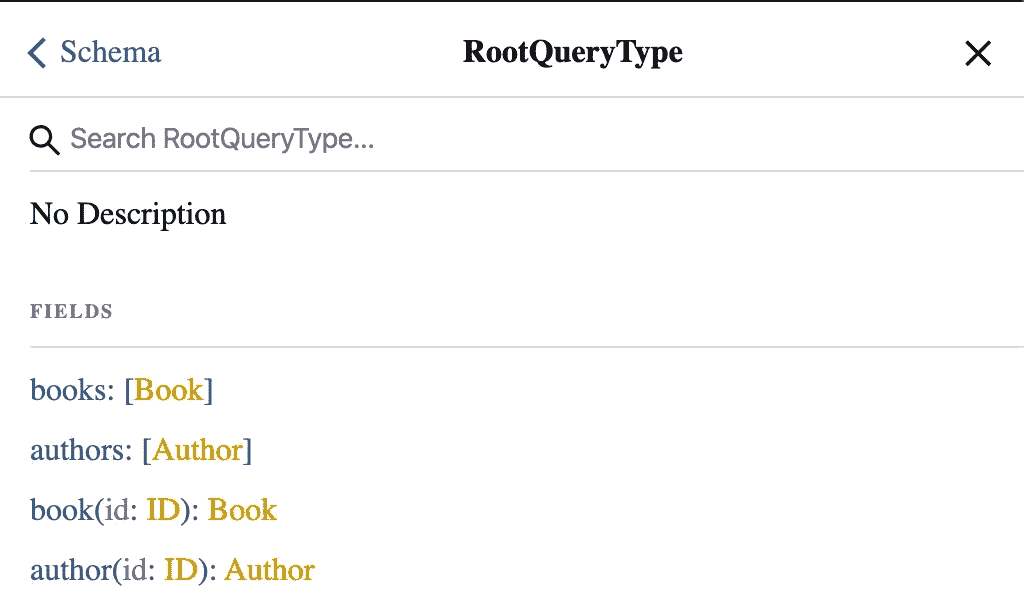 Schema
RootQueryType
Search RootQueryType...
No Description
FIELDS
books: [Book]
authors: [Author]
book(id: ID): Book
author(id: ID): Author